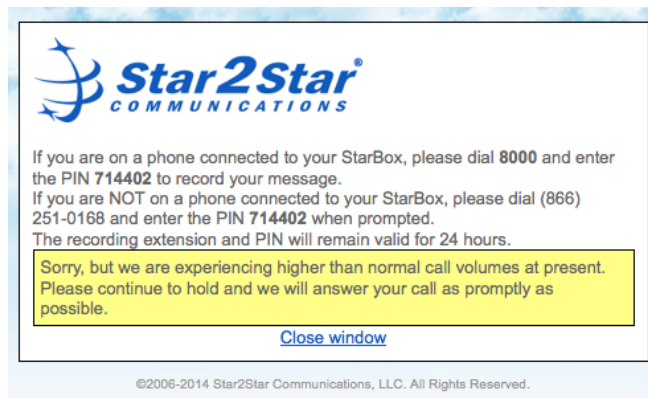 Star2Star®
COMMUNICATIONS
If you are on a phone connected to your StarBox, please dial 8000 and enter
the PIN 714402 to record your message.
If you are NOT on a phone connected to your StarBox, please dial (866)
251-0168 and enter the PIN 714402 when prompted.
The recording extension and PIN will remain valid for 24 hours.
Sorry, but we are experiencing higher than normal call volumes at present.
Please continue to hold and we will answer your call as promptly as
possible.
Close window
©2006-2014 Star2Star Communications, LLC. All Rights Reserved.